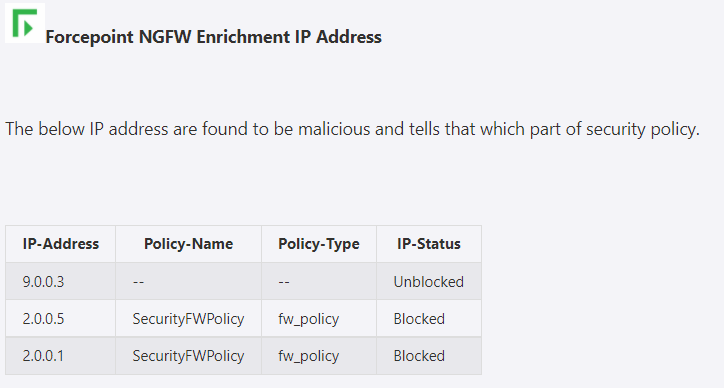 Forcepoint NGFW Enrichment IP Address
The below IP address are found to be malicious and tells that which part of security policy.
IP-Address Policy-Name Policy-Type IP-Status
9.0.0.3 -- -- Unblocked
2.0.0.5 SecurityFWPolicy fw_policy Blocked
2.0.0.1 SecurityFWPolicy fw_policy Blocked